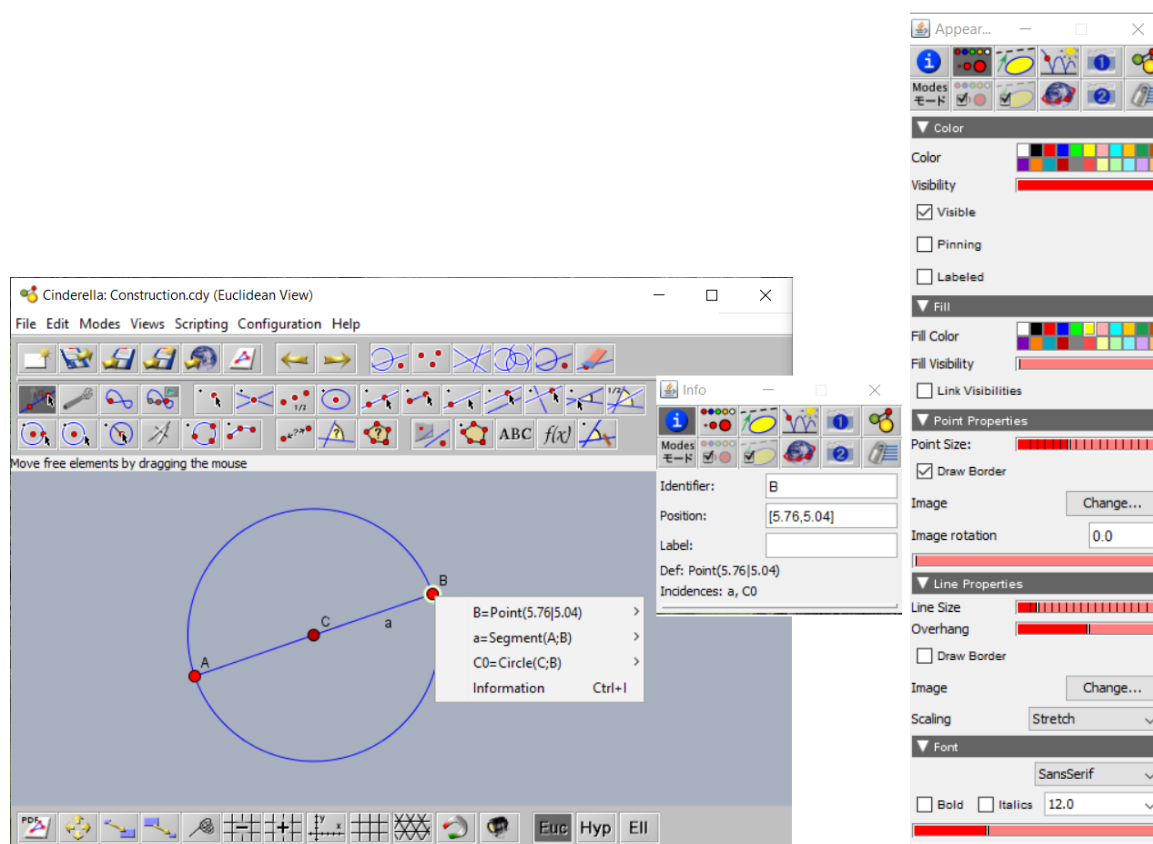 Appear...
Modes
モード
Color
Color
Visibility
Visible
Pinning
Labeled
Fill
Fill Color
Fill Visibility
Link Visibilities
Point Properties
Point Size:
Draw Border
Image Change...
Image rotation 0.0
Line Properties
Line Size
Overhang
Draw Border
Image Change...
Scaling Stretch
Font
SansSerif
Bold Italics 12.0
Cinderella: Construction.cdy (Euclidean View)
File Edit Modes Views Scripting Configuration Help
1/2
1/2
ABC f(x)
Move free elements by dragging the mouse
B
C
a
A
B=Point(5.76|5.04)
a=Segment(A;B)
C0=Circle(C;B)
Information Ctrl+I
PDF
y
x
Euc Hyp Ell
Info
Modes
モード
Identifier: B
Position: [5.76,5.04]
Label:
Def: Point(5.76|5.04)
Incidences: a, C0